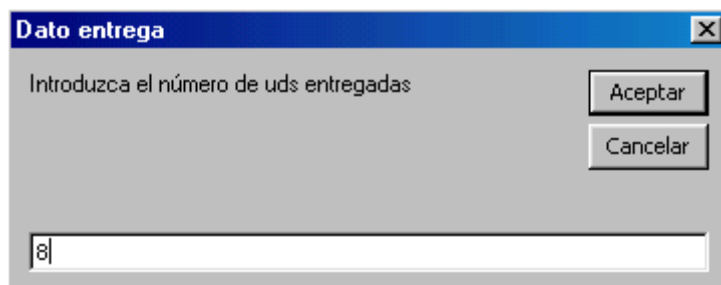 Dato entrega
Introduzca el número de uds entregadas
Aceptar
Cancelar
8